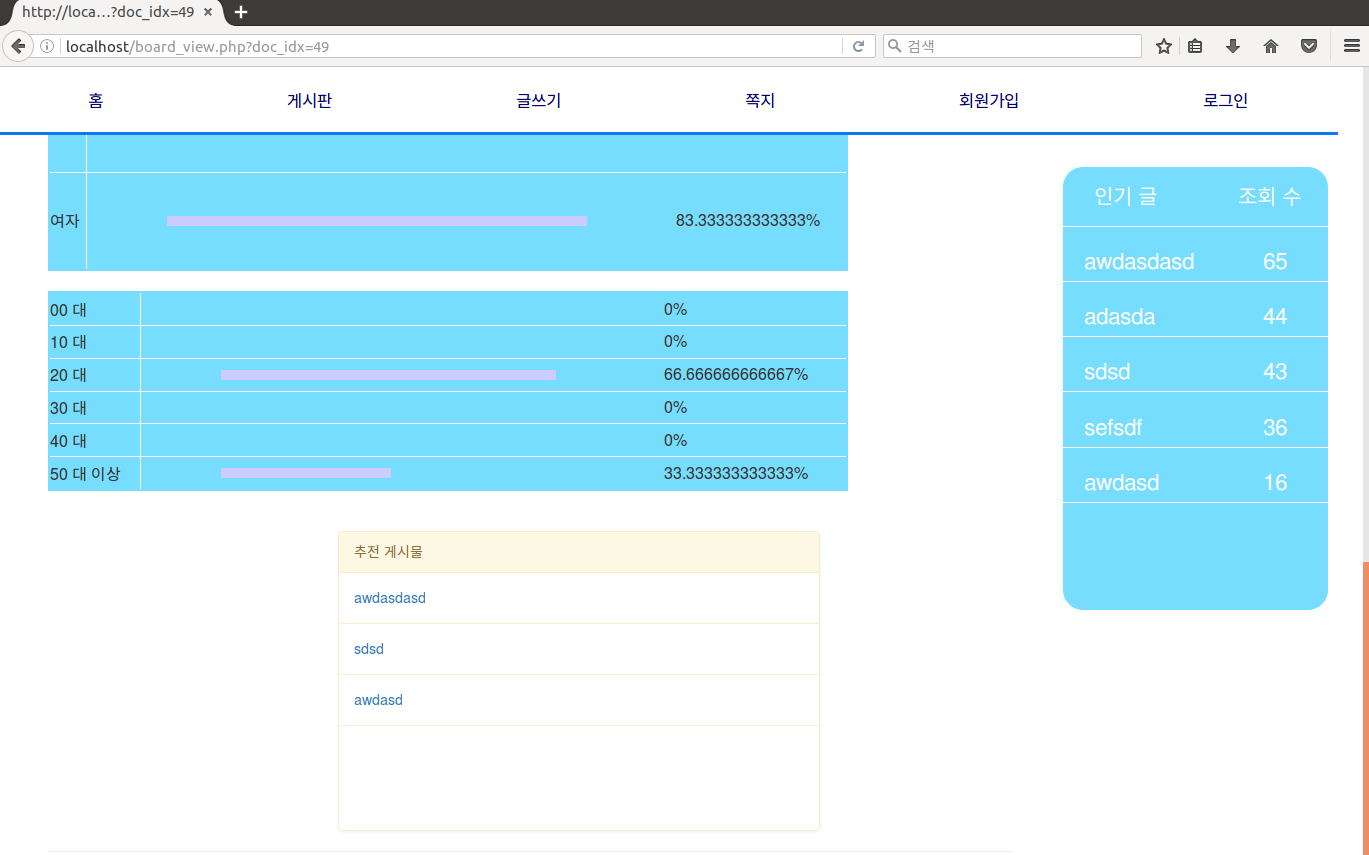 http://loca...?doc_idx=49
localhost/board_view.php?doc_idx=49
검색
홈 게시판 글쓰기 쪽지 회원가입 로그인
여자 83.333333333333%
00 대 0%
10 대 0%
20 대 66.666666666667%
30 대 0%
40 대 0%
50 대 이상 33.333333333333%
추전 게시물
awdasdasd
sdsd
awdasd
인기 글 조회 수
awdasdasd 65
adasda 44
sdsd 43
sefsdf 36
awdasd 16